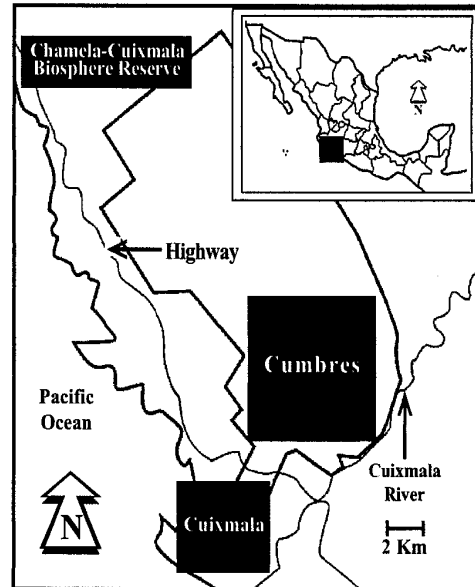 Chamela-Cuixmala
Biosphere Reserve
N
Highway
Cumbres
Pacific
Ocean
Cuixmala
River
N
Cuixmala
2 Km